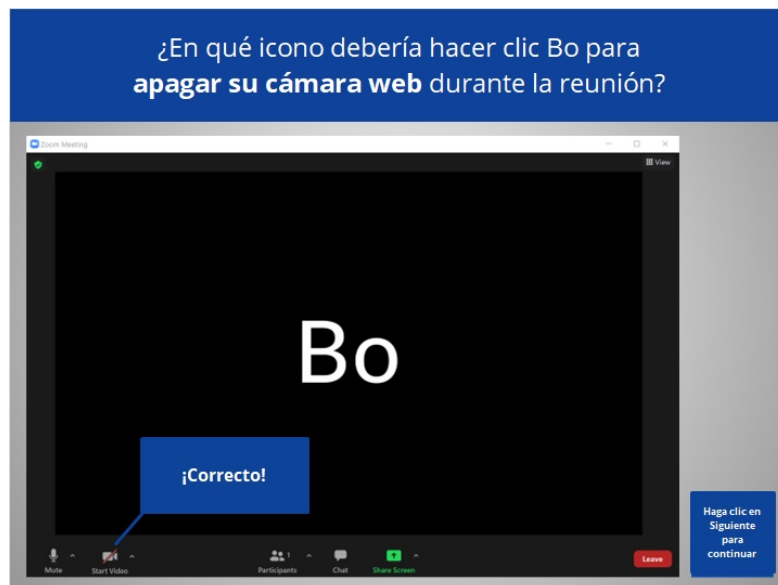 ¿En qué icono debería hacer clic Bo para
apagar su cámara web durante la reunión?
Zoom Meeting
View
Bo
¡Correcto!
Haga clic en
Siguiente
para
continuar
Mute
Start Video
Participants
1
Chat
Share Screen
Leave